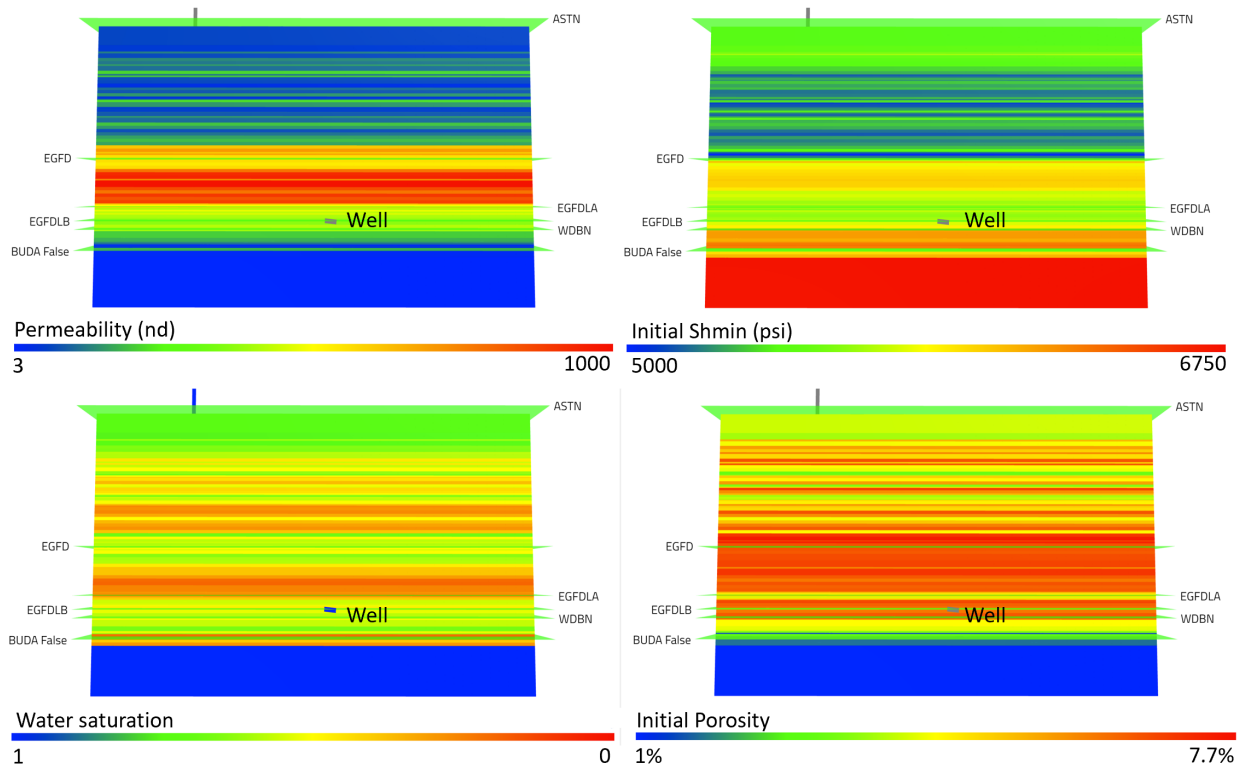 ASTN
EGFD
EGFDLA
EGFDLB
Well
WDBN
BUDA False
Permeability (nd)
3
1000
ASTN
EGFD
EGFDLA
EGFDLB
Well
WDBN
BUDA False
Initial Shmin (psi)
5000
6750
ASTN
EGFD
EGFDLA
EGFDLB
Well
WDBN
BUDA False
Water saturation
1
0
ASTN
EGFD
EGFDLA
EGFDLB
Well
WDBN
BUDA False
Initial Porosity
1%
7.7%